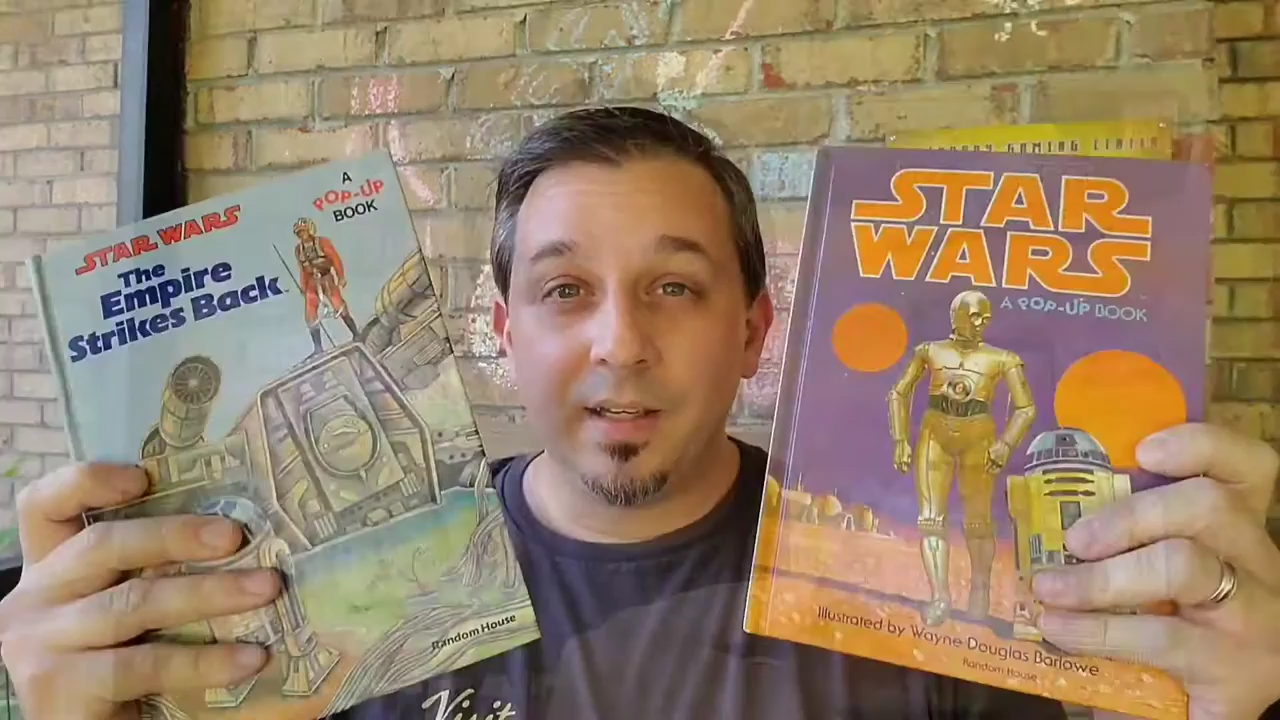 A
POP-UP
BOOK
STAR WARS
The
Empire
Strikes Back
Random House
STAR
WARS
A POP-UP BOOK
Illustrated by Wayne Douglas Barlowe
Random House
Visit